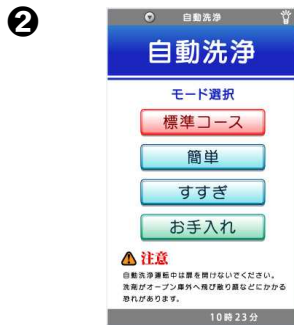 ❷
自動洗浄
自動洗浄
モード選択
標準コース
簡単
すすぎ
お手入れ
注意
自動洗浄運転中は扉を開けないでください。
洗剤がオーブン庫外へ飛び散り顔などにかかる
恐れがあります。
10時23分